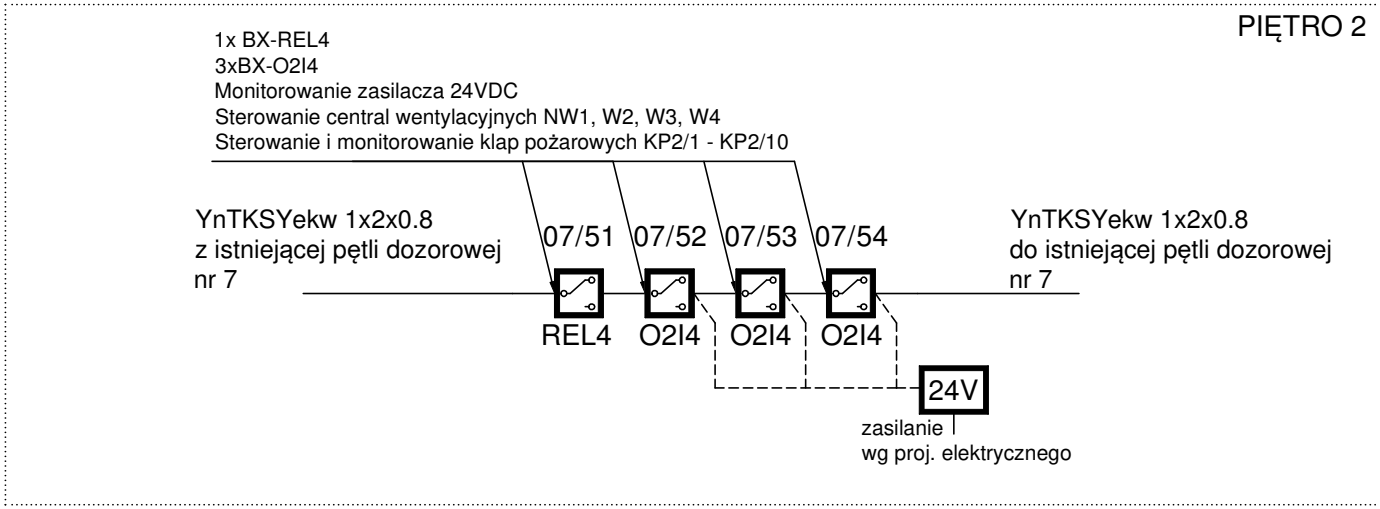 PIĘTRO 2
1x BX-REL4
3xBX-O2I4
Monitorowanie zasilacza 24VDC
Sterowanie central wentylacyjnych NW1, W2, W3, W4
Sterowanie i monitorowanie klap pożarowych KP2/1 - KP2/10
YnTKSYekw 1x2x0.8
z istniejącej pętli dozorowej
nr 7
07/51 07/52 07/53 07/54
YnTKSYekw 1x2x0.8
do istniejącej pętli dozorowej
nr 7
REL4 O2I4 O2I4 O2I4
24V
zasilanie
wg proj. elektrycznego